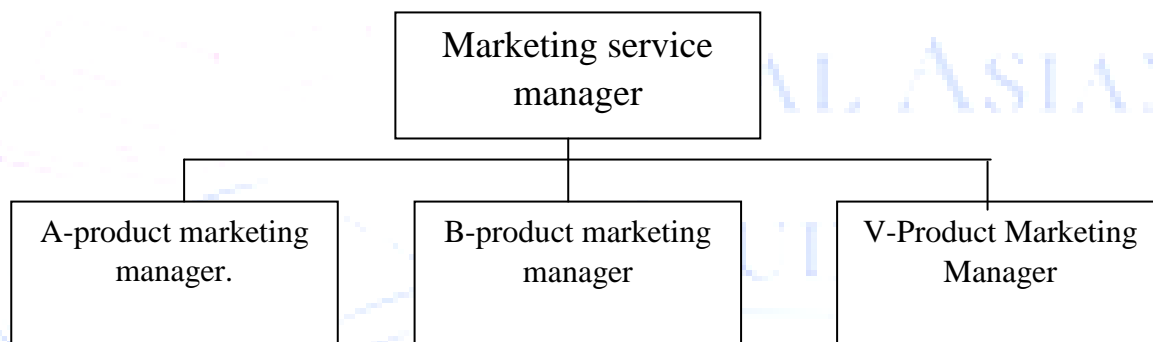 Marketing service
manager
A-product marketing
manager.
B-product marketing
manager
V-Product Marketing
Manager